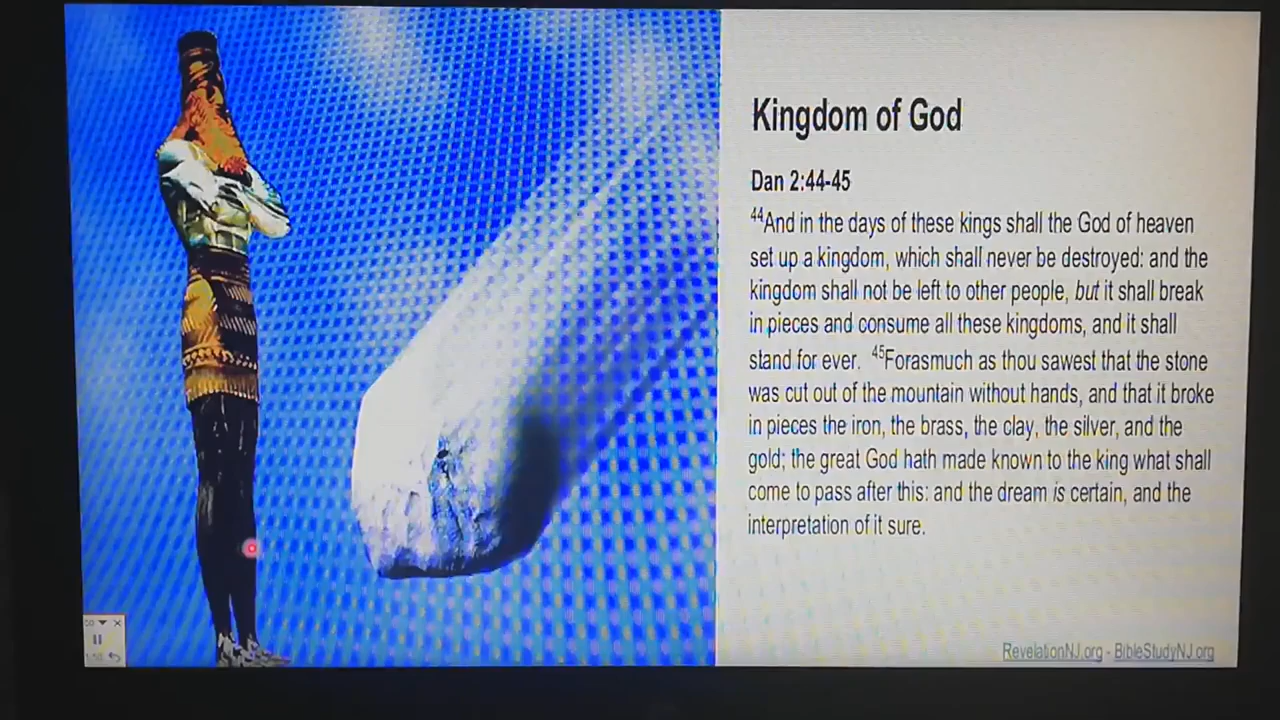 Kingdom of God
Dan 2:44-45
44And in the days of these kings shall the God of heaven
set up a kingdom, which shall never be destroyed: and the
kingdom shall not be left to other people, but it shall break
in pieces and consume all these kingdoms, and it shall
stand for ever. 45Forasmuch as thou sawest that the stone
was cut out of the mountain without hands, and that it broke
in pieces the iron, the brass, the clay, the silver, and the
gold; the great God hath made known to the king what shall
come to pass after this: and the dream is certain, and the
interpretation of it sure.
RevelationNJ.org - BibleStudyNJ.org